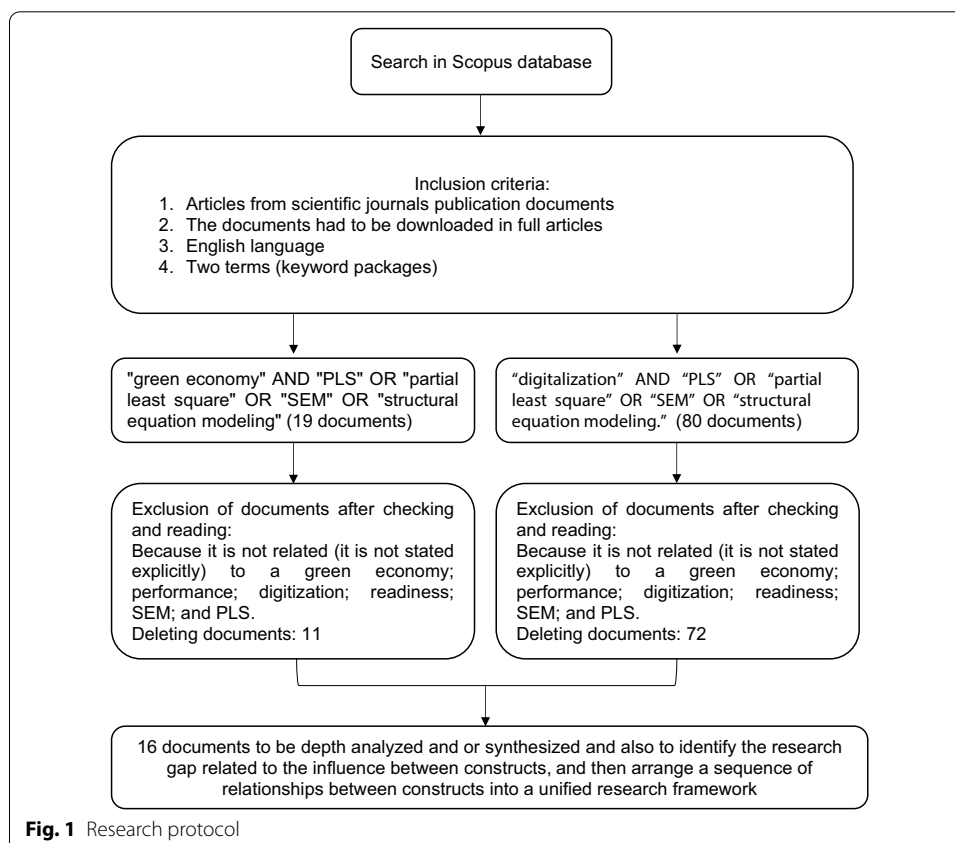 Search in Scopus database
Inclusion criteria:
1. Articles from scientific journals publication documents
2. The documents had to be downloaded in full articles
3. English language
4. Two terms (keyword packages)
"green economy" AND "PLS" OR "partial
least square" OR "SEM" OR "structural
equation modeling" (19 documents)
“digitalization” AND “PLS” OR “partial
least square” OR “SEM” OR “structural
equation modeling.” (80 documents)
Exclusion of documents after checking
and reading:
Because it is not related (it is not stated
explicitly) to a green economy;
performance; digitization; readiness;
SEM; and PLS.
Deleting documents: 11
Exclusion of documents after checking
and reading:
Because it is not related (it is not stated
explicitly) to a green economy;
performance; digitization; readiness;
SEM; and PLS.
Deleting documents: 72
16 documents to be depth analyzed and or synthesized and also to identify the research
gap related to the influence between constructs, and then arrange a sequence of
relationships between constructs into a unified research framework
Fig. 1 Research protocol